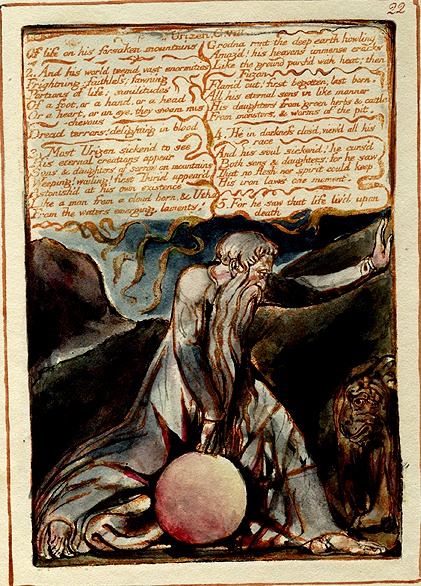 22
Urizen. C. VIII
Of life on his forsaken mountains
2. And his world teemd vast enormities
Frightning; faithless; fawning
Portions of life; similitudes
Of a foot, or a hand, or a head
Or a heart, or an eye, they swam mis
chevous
Dread terrors! delighting in blood
3. Most Urizen sicken'd to see
His eternal creations appear
Sons & daughters of sorrow on mountains
Weeping! wailing! first Thiriel appear'd
Astonish'd at his own existence
Like a man from a cloud born, & Utha
From the waters emerging, laments!
Grodna rent the deep earth howling
Amaz'd! his heavens immense cracks
Like the ground parch'd with heat; then
Fuzon
Flam'd out! first begotten, last born.
All his eternal sons in like manner
His daughters from green herbs & cattle
From monsters, & worms of the pit.
4. He in darkness clos'd, view'd all his
race
And his soul sicken'd! he curs'd
Both sons & daughters; for he saw
That no flesh nor spirit could keep
His iron laws one moment.
5. For he saw that life liv'd upon
death